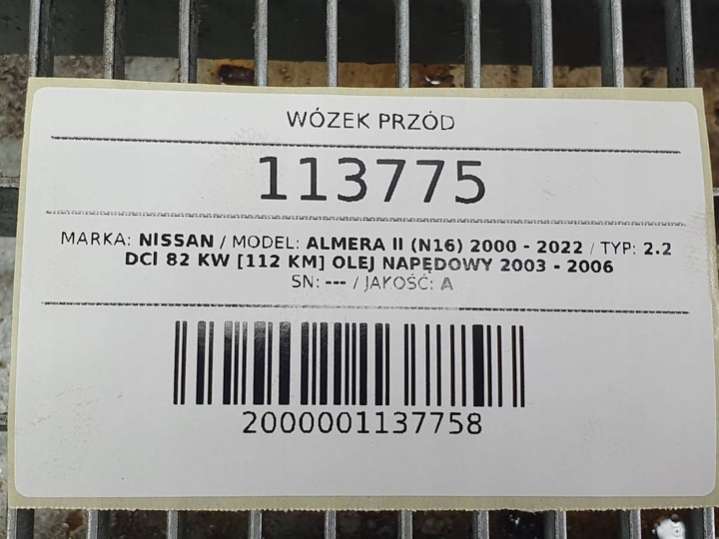 WÓZEK PRZÓD
113775
MARKA: NISSAN / MODEL: ALMERA II (N16) 2000 - 2022 / TYP: 2.2
DCI 82 KW [112 KM] OLEJ NAPĘDOWY 2003 - 2006
SN: --- / JAKOŚĆ: A
2000001137758